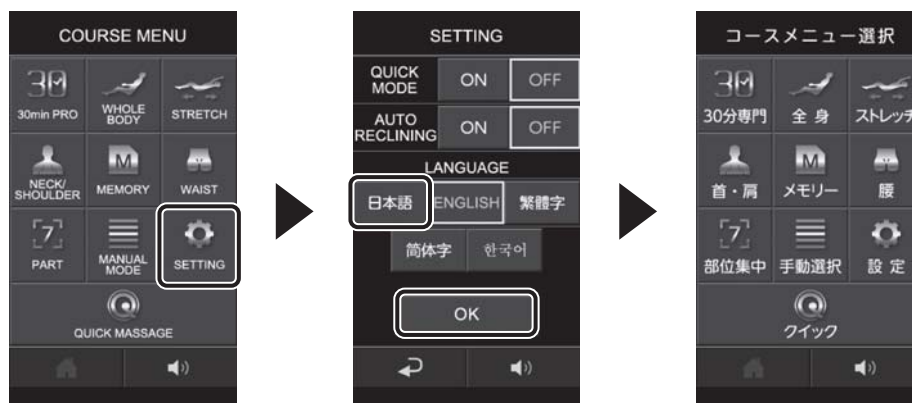 COURSE MENU
30
30min PRO
WHOLE
BODY
STRETCH
NECK/
SHOULDER
M
MEMORY
WAIST
7
PART
MANUAL
MODE
SETTING
QUICK MASSAGE
SETTING
QUICK
MODE
ON
OFF
AUTO
RECLINING
ON
OFF
LANGUAGE
日本語
ENGLISH
繁體字
简体字
한국어
OK
コースメニュー選択
30
30分専門
全身
ストレッチ
首・肩
M
メモリー
腰
7
部位集中
手動選択
設定
クイック